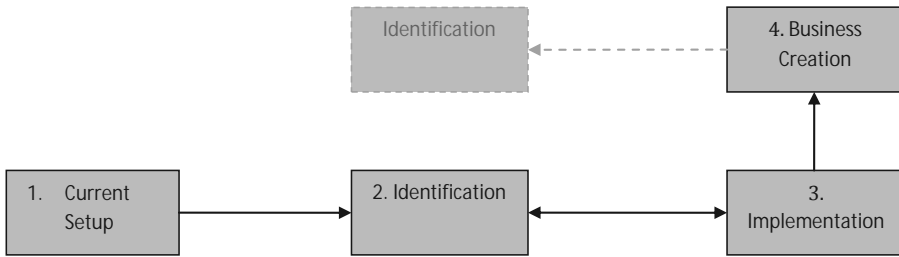 Identification
4. Business
Creation
1. Current
Setup
2. Identification
3.
Implementation